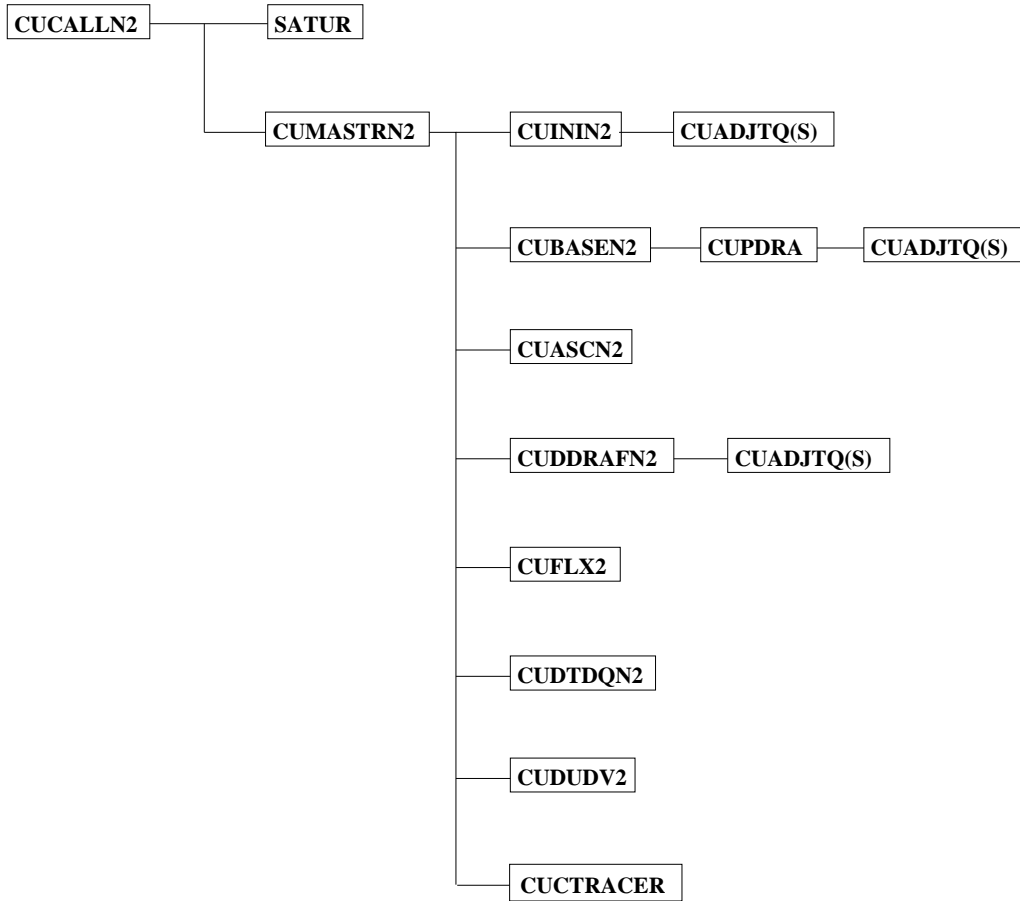 CUCALLN2
SATUR
CUMASTRN2
CUININ2
CUADJTQ(S)
CUBASEN2
CUPDRA
CUADJTQ(S)
CUASCN2
CUDDRAFN2
CUADJTQ(S)
CUFLX2
CUDTDQN2
CUDUDV2
CUCTRACER